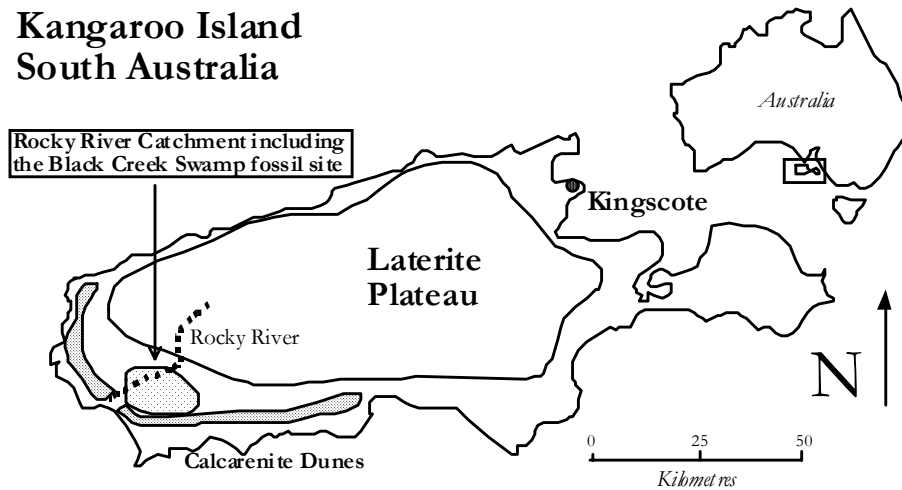 Kangaroo Island
South Australia
Australia
Rocky River Catchment including
the Black Creek Swamp fossil site
Kingscote
Laterite
Plateau
Rocky River
N
Calcarenite Dunes
0 25 50
Kilometres